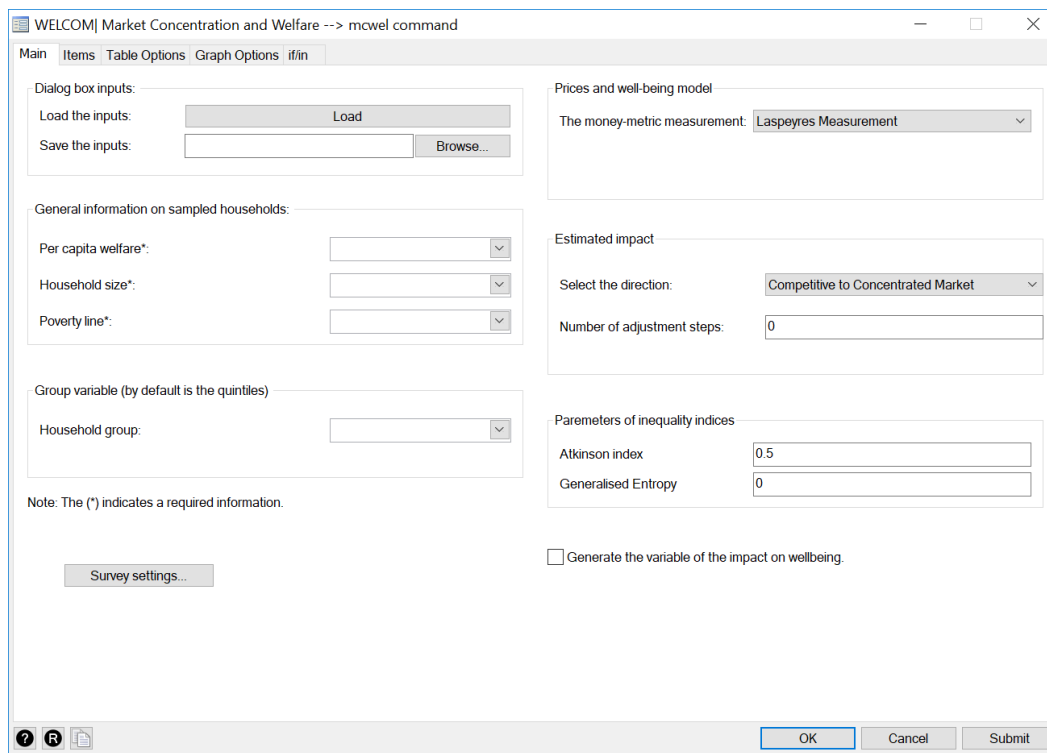 WELCOM| Market Concentration and Welfare --> mcwel command
Main Items Table Options Graph Options if/in
Dialog box inputs:
Load the inputs: Load
Save the inputs: Browse...
General information on sampled households:
Per capita welfare*:
Household size*:
Poverty line*:
Group variable (by default is the quintiles)
Household group:
Note: The (*) indicates a required information.
Survey settings...
Prices and well-being model
The money-metric measurement: Laspeyres Measurement
Estimated impact
Select the direction: Competitive to Concentrated Market
Number of adjustment steps: 0
Paremeters of inequality indices
Atkinson index 0.5
Generalised Entropy 0
Generate the variable of the impact on wellbeing.
? R
OK Cancel Submit